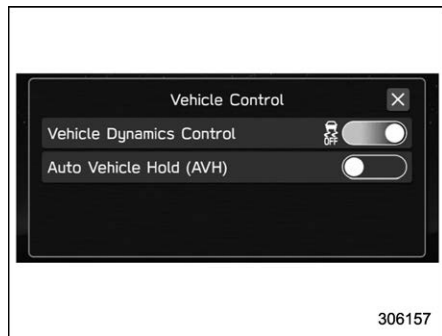 Vehicle Control
Vehicle Dynamics Control OFF
Auto Vehicle Hold (AVH)
306157